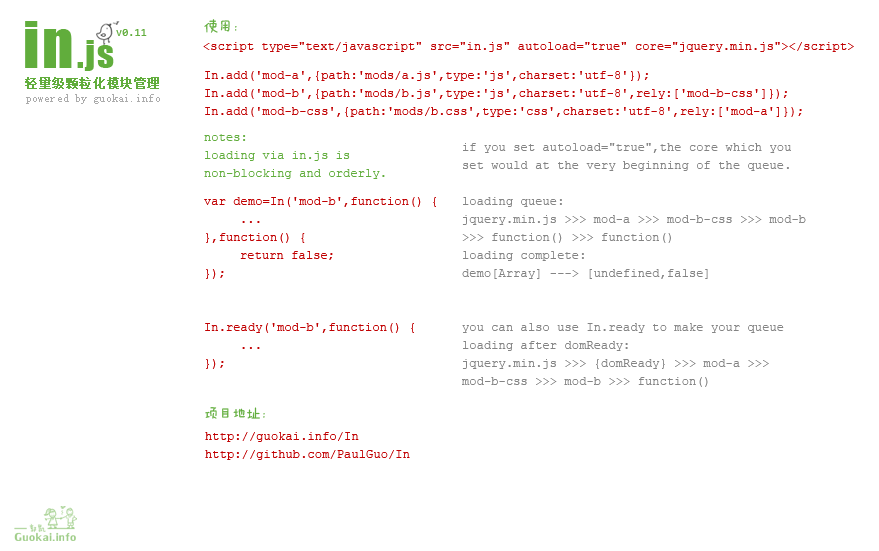 in.js v0.11
轻量级颗粒化模块管理
powered by guokai.info
使用:
<script type="text/javascript" src="in.js" autoload="true" core="jquery.min.js"></script>
In.add('mod-a',{path:'mods/a.js',type:'js',charset:'utf-8'});
In.add('mod-b',{path:'mods/b.js',type:'js',charset:'utf-8',rely:['mod-b-css']});
In.add('mod-b-css',{path:'mods/b.css',type:'css',charset:'utf-8',rely:['mod-a']});
notes:
loading via in.js is
non-blocking and orderly.
if you set autoload="true",the core which you
set would at the very beginning of the queue.
var demo=In('mod-b',function() {
...
},function() {
return false;
});
loading queue:
jquery.min.js >>> mod-a >>> mod-b-css >>> mod-b
>>> function() >>> function()
loading complete:
demo[Array] ---> [undefined,false]
In.ready('mod-b',function() {
...
});
you can also use In.ready to make your queue
loading after domReady:
jquery.min.js >>> {domReady} >>> mod-a >>>
mod-b-css >>> mod-b >>> function()
项目地址:
http://guokai.info/In
http://github.com/PaulGuo/In
Guokai.info